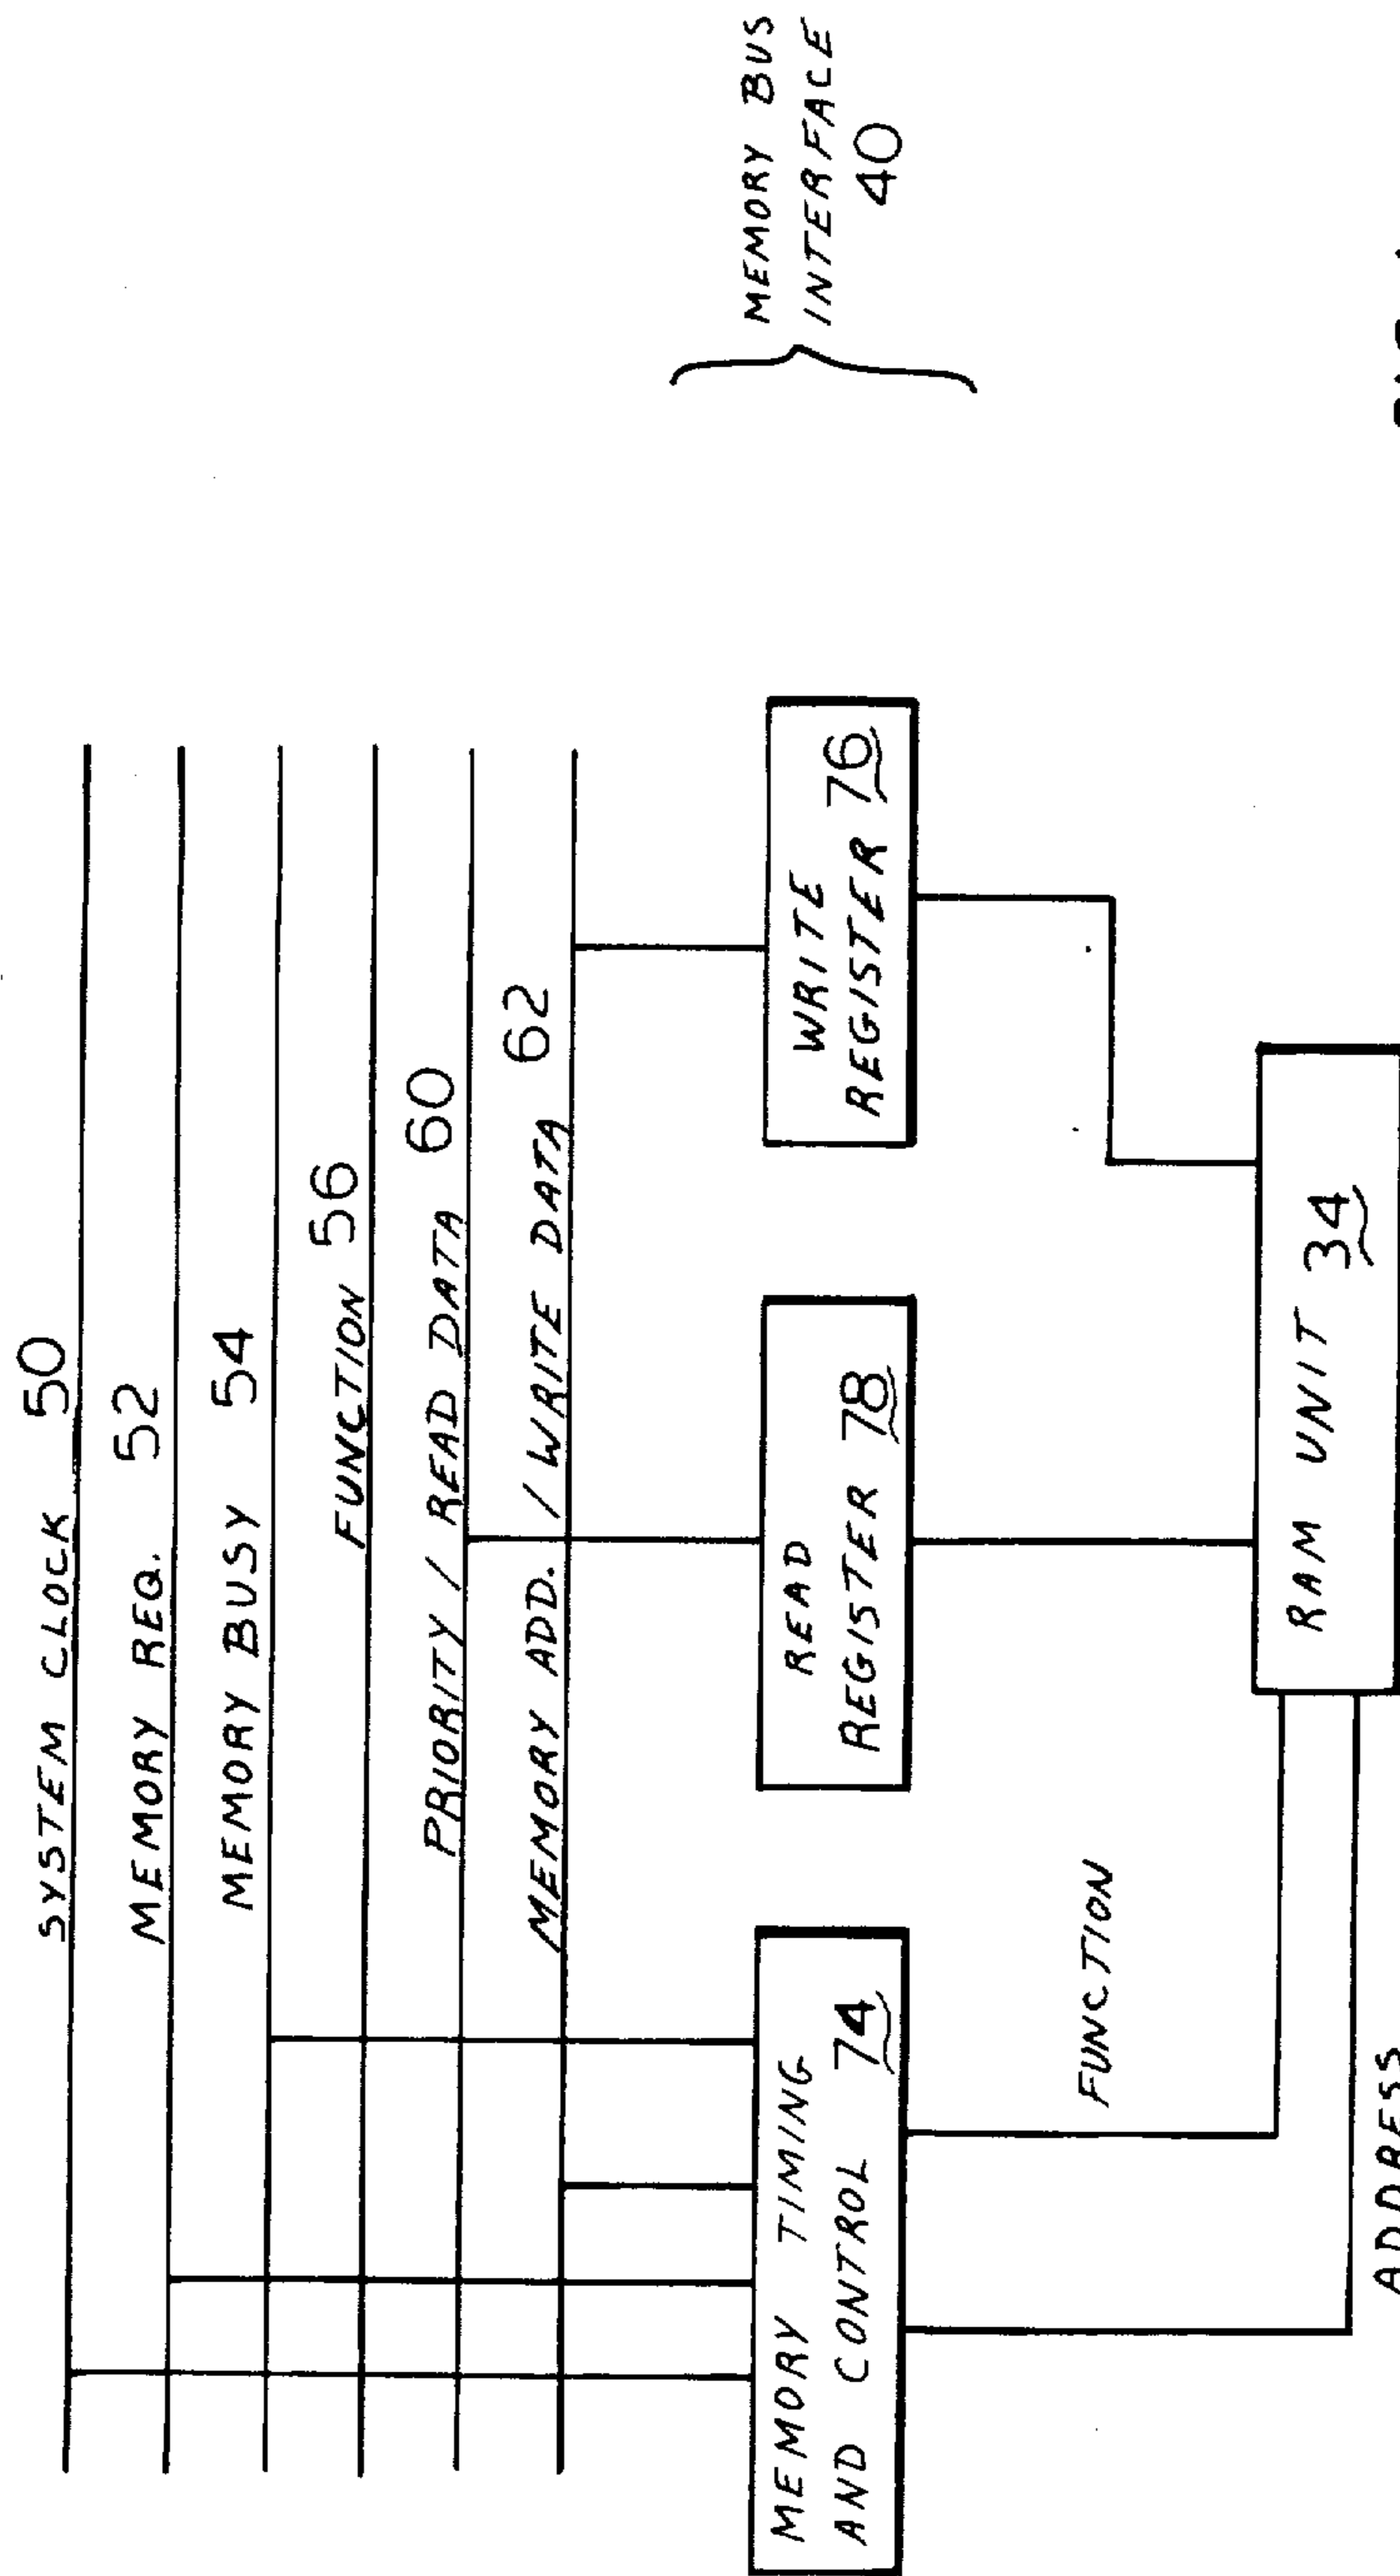 SYSTEM CLOCK 50
MEMORY REQ. 52
MEMORY BUSY 54
FUNCTION 56
PRIORITY / READ DATA 60
MEMORY ADD. / WRITE DATA 62
MEMORY BUS
INTERFACE
40
MEMORY TIMING
AND CONTROL 74
READ
REGISTER 78
WRITE
REGISTER 76
FUNCTION
RAM UNIT 34
ADDRESS